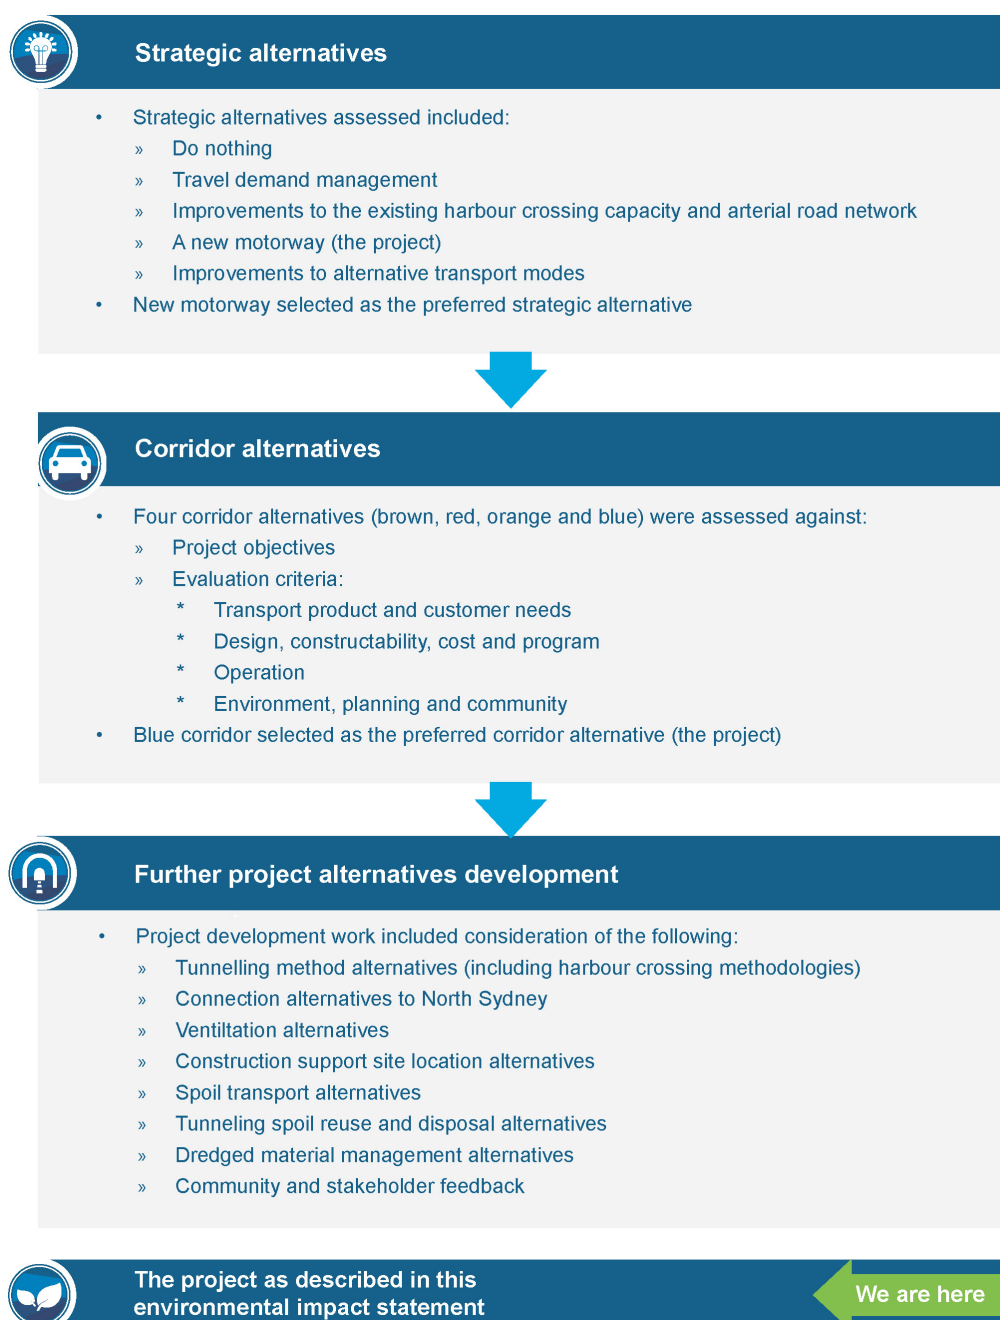 Strategic alternatives
• Strategic alternatives assessed included:
» Do nothing
» Travel demand management
» Improvements to the existing harbour crossing capacity and arterial road network
» A new motorway (the project)
» Improvements to alternative transport modes
• New motorway selected as the preferred strategic alternative
Corridor alternatives
• Four corridor alternatives (brown, red, orange and blue) were assessed against:
» Project objectives
» Evaluation criteria:
* Transport product and customer needs
* Design, constructability, cost and program
* Operation
* Environment, planning and community
• Blue corridor selected as the preferred corridor alternative (the project)
Further project alternatives development
• Project development work included consideration of the following:
» Tunnelling method alternatives (including harbour crossing methodologies)
» Connection alternatives to North Sydney
» Ventiltation alternatives
» Construction support site location alternatives
» Spoil transport alternatives
» Tunneling spoil reuse and disposal alternatives
» Dredged material management alternatives
» Community and stakeholder feedback
The project as described in this
environmental impact statement
We are here